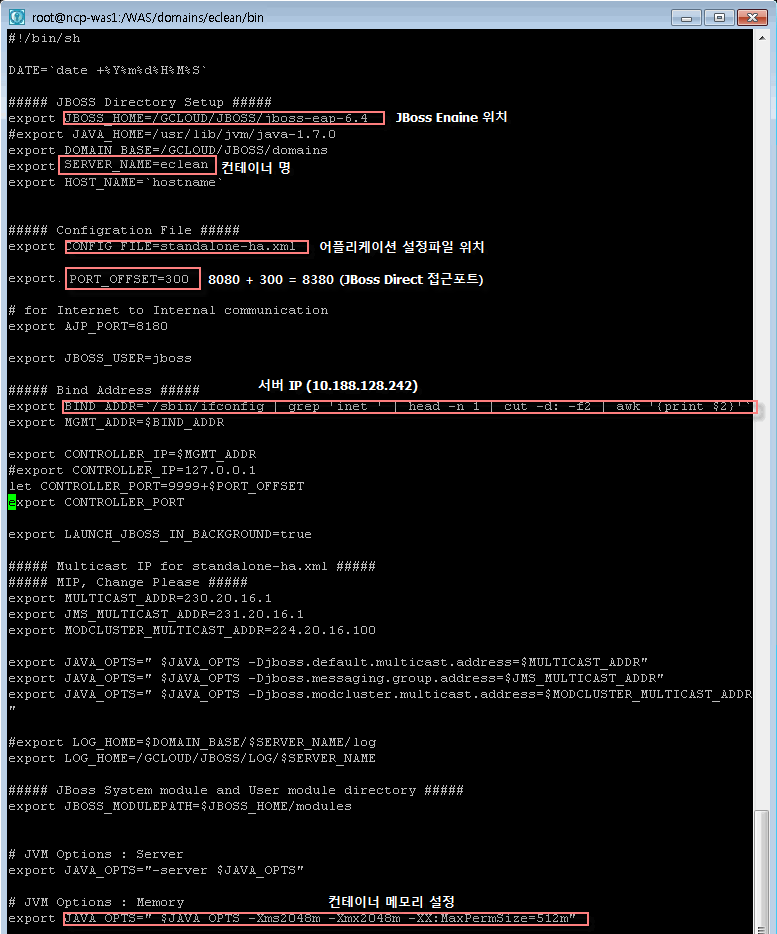 root@ncp-was1:/WAS/domains/eclean/bin
#!/bin/sh
DATE=`date +%Y%m%d%H%M%S`
##### JBOSS Directory Setup #####
export JBOSS_HOME=/GCLOUD/JBOSS/jboss-eap-6.4 JBoss Engine 위치
#export JAVA_HOME=/usr/lib/jvm/java-1.7.0
export DOMAIN_BASE=/GCLOUD/JBOSS/domains
export SERVER_NAME=eclean 컨테이너 명
export HOST_NAME=`hostname`
##### Configration File #####
export CONFIG_FILE=standalone-ha.xml 어플리케이션 설정파일 위치
export PORT_OFFSET=300 8080 + 300 = 8380 (JBoss Direct 접근포트)
# for Internet to Internal communication
export AJP_PORT=8180
export JBOSS_USER=jboss
서버 IP (10.188.128.242)
##### Bind Address #####
export BIND_ADDR=`/sbin/ifconfig | grep 'inet ' | head -n 1 | cut -d: -f2 | awk '{print $2}'`
export MGMT_ADDR=$BIND_ADDR
export CONTROLLER_IP=$MGMT_ADDR
#export CONTROLLER_IP=127.0.0.1
let CONTROLLER_PORT=9999+$PORT_OFFSET
export CONTROLLER_PORT
export LAUNCH_JBOSS_IN_BACKGROUND=true
##### Multicast IP for standalone-ha.xml #####
##### MIP, Change Please #####
export MULTICAST_ADDR=230.20.16.1
export JMS_MULTICAST_ADDR=231.20.16.1
export MODCLUSTER_MULTICAST_ADDR=224.20.16.100
export JAVA_OPTS=" $JAVA_OPTS -Djboss.default.multicast.address=$MULTICAST_ADDR"
export JAVA_OPTS=" $JAVA_OPTS -Djboss.messaging.group.address=$JMS_MULTICAST_ADDR"
export JAVA_OPTS=" $JAVA_OPTS -Djboss.modcluster.multicast.address=$MODCLUSTER_MULTICAST_ADDR
"
#export LOG_HOME=$DOMAIN_BASE/$SERVER_NAME/log
export LOG_HOME=/GCLOUD/JBOSS/LOG/$SERVER_NAME
##### JBoss System module and User module directory #####
export JBOSS_MODULEPATH=$JBOSS_HOME/modules
# JVM Options : Server
export JAVA_OPTS="-server $JAVA_OPTS"
# JVM Options : Memory 컨테이너 메모리 설정
export JAVA_OPTS=" $JAVA_OPTS -Xms2048m -Xmx2048m -XX:MaxPermSize=512m"